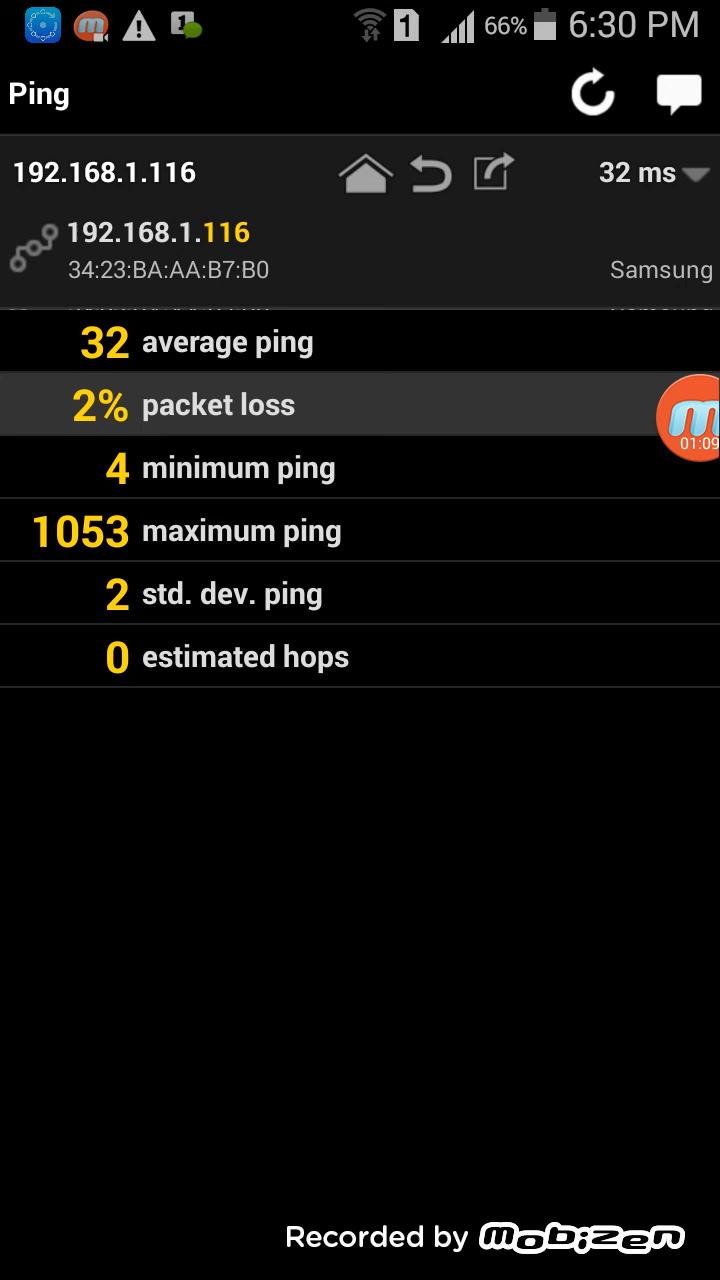 1 66% 6:30 PM
Ping
192.168.1.116 32 ms
192.168.1.116
34:23:BA:AA:B7:B0 Samsung
32 average ping
2% packet loss
4 minimum ping
01:09
1053 maximum ping
2 std. dev. ping
0 estimated hops
Recorded by mobizen